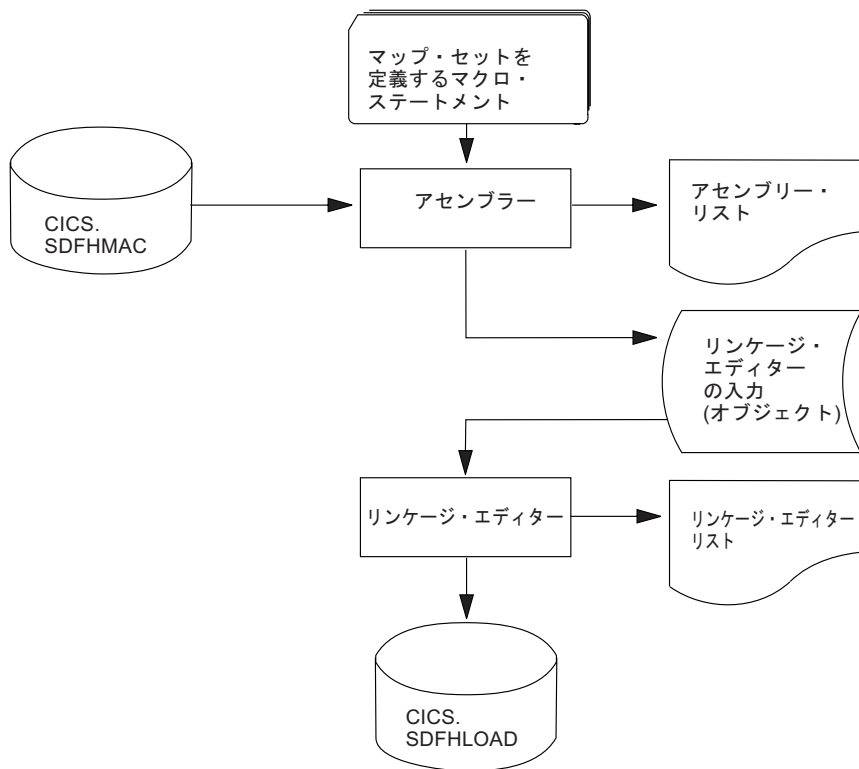 マップ・セットを
定義するマクロ・
ステートメント
CICS.
SDFHMAC
アセンブラー
アセンブリー・
リスト
リンケージ・
エディター
の入力
(オブジェクト)
リンケージ・エディター
リンケージ・エディター
リスト
CICS.
SDFHLOAD